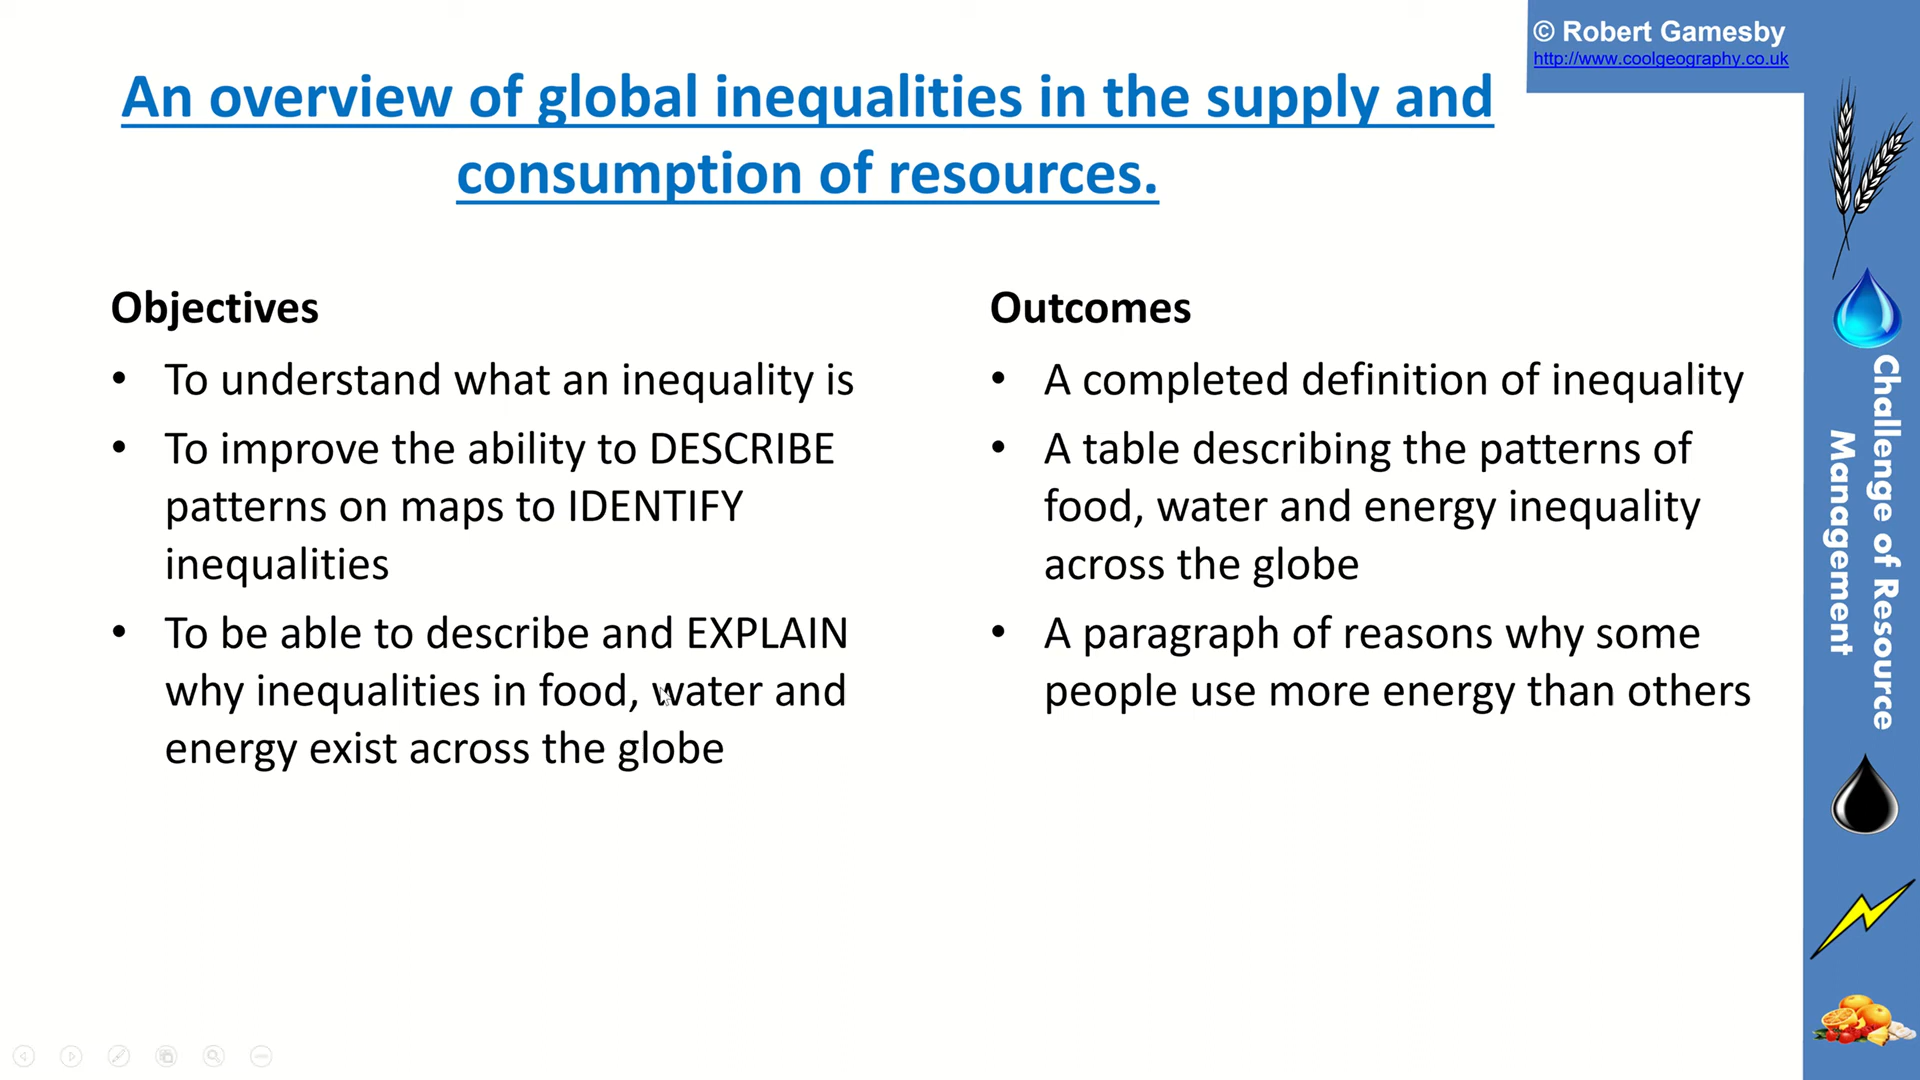 © Robert Gamesby
http://www.coolgeography.co.uk
An overview of global inequalities in the supply and
consumption of resources.
Objectives
• To understand what an inequality is
• To improve the ability to DESCRIBE
patterns on maps to IDENTIFY
inequalities
• To be able to describe and EXPLAIN
why inequalities in food, water and
energy exist across the globe
Outcomes
• A completed definition of inequality
• A table describing the patterns of
food, water and energy inequality
across the globe
• A paragraph of reasons why some
people use more energy than others
Challenge of Resource
Management